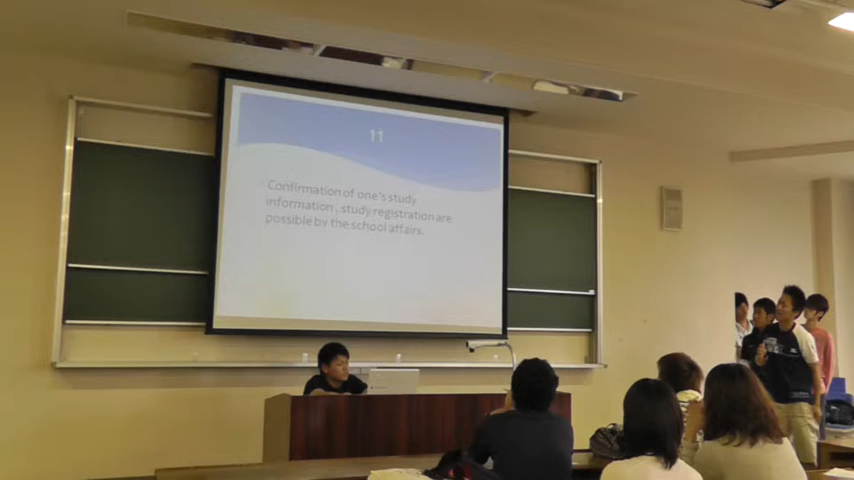 11
Confirmation of one's study
information , study registration are
possible by the school affairs.